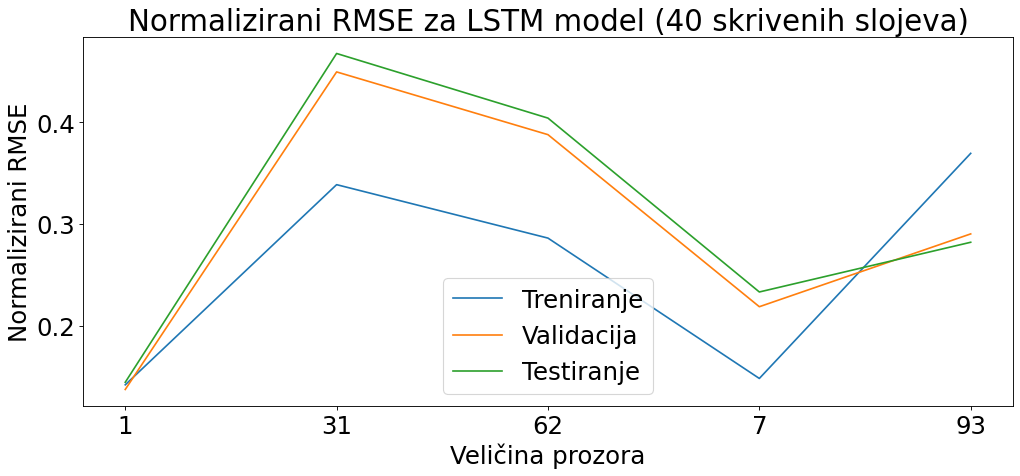 Normalizirani RMSE za LSTM model (40 skrivenih slojeva)
Normalizirani RMSE
0.4
0.3
0.2
Treniranje
Validacija
Testiranje
1 31 62 7 93
Veličina prozora